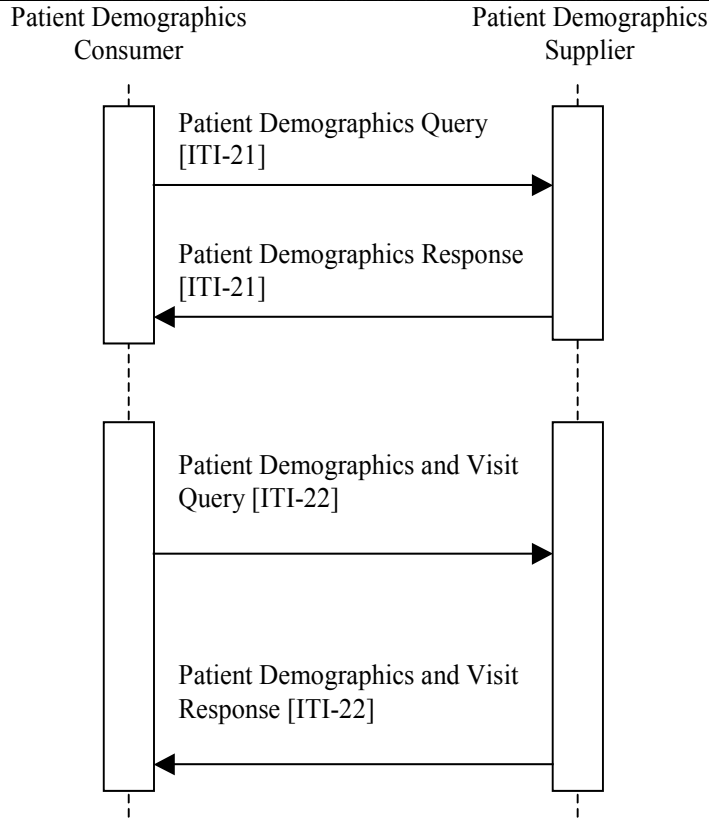 Patient Demographics
Consumer
Patient Demographics
Supplier
Patient Demographics Query
[ITI-21]
Patient Demographics Response
[ITI-21]
Patient Demographics and Visit
Query [ITI-22]
Patient Demographics and Visit
Response [ITI-22]